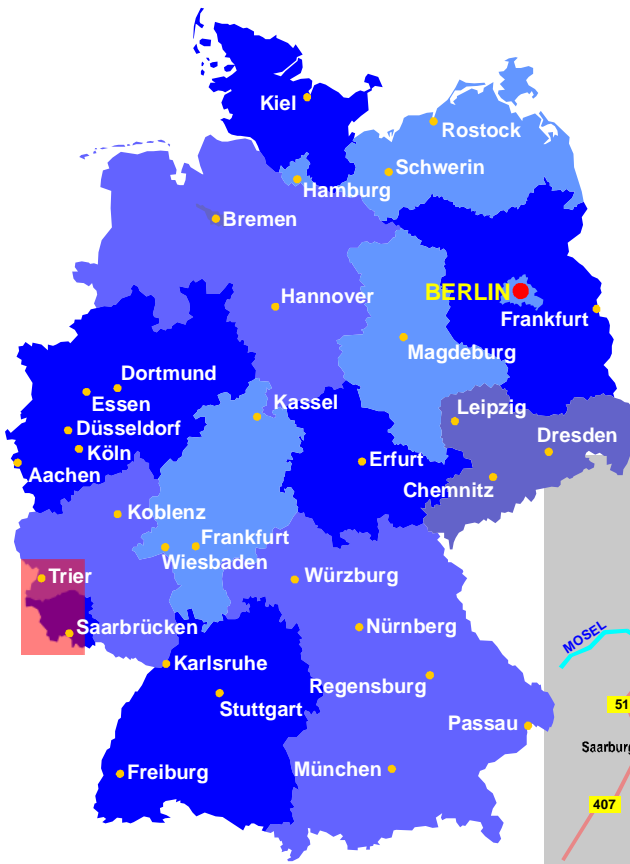 Kiel
Rostock
Schwerin
Hamburg
Bremen
BERLIN
Hannover
Frankfurt
Magdeburg
Dortmund
Essen
Kassel
Leipzig
Düsseldorf
Dresden
Köln
Erfurt
Aachen
Chemnitz
Koblenz
Frankfurt
Wiesbaden
Trier
Würzburg
Saarbrücken
Nürnberg
MOSEL
Karlsruhe
Regensburg
Stuttgart
51
Passau
Saarburg
Freiburg
München
407